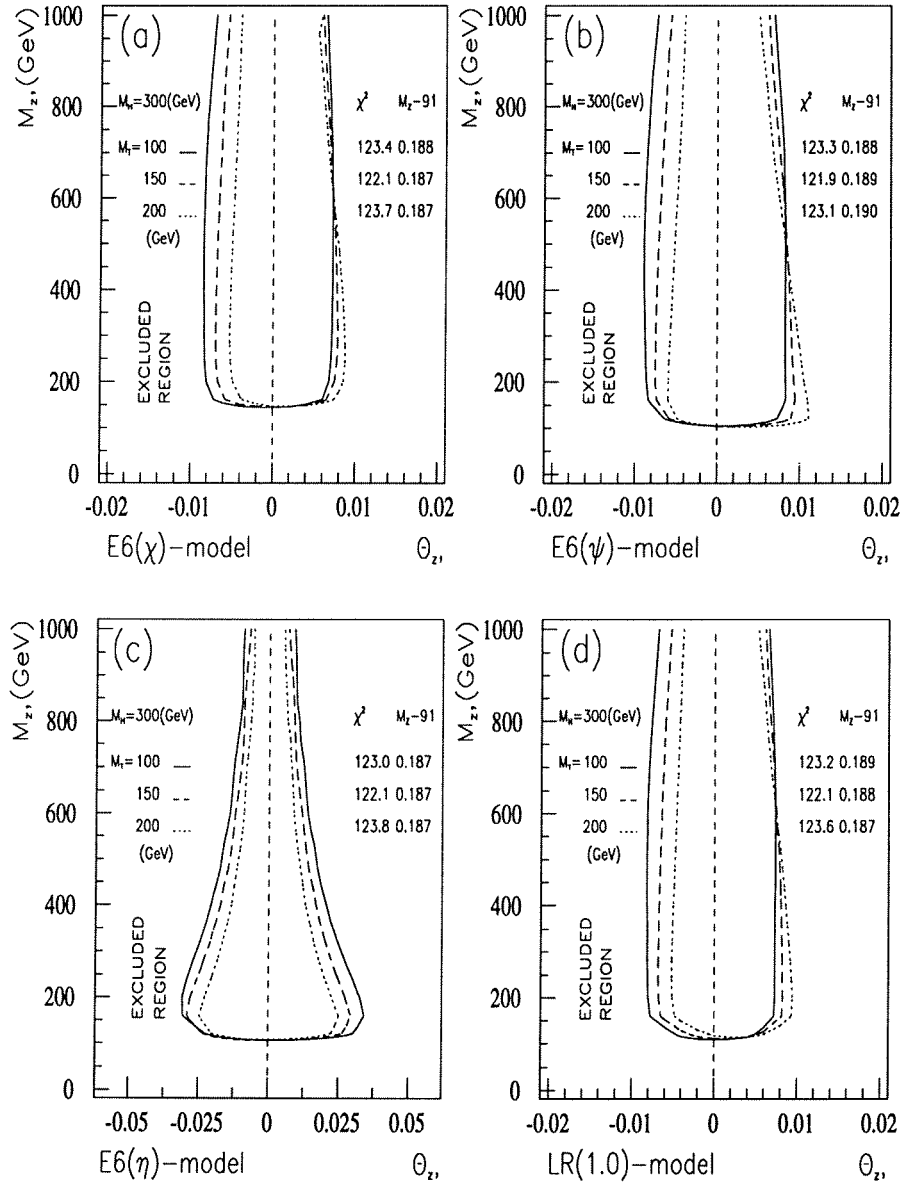 (a)
M_z, (GeV)
1000
800
600
400
200
0
M_H=300(GeV) χ² M_Z-91
M_T=100 123.4 0.188
150 122.1 0.187
200 123.7 0.187
(GeV)
EXCLUDED
REGION
-0.02 -0.01 0 0.01 0.02
E6(χ)-model Θ_z,
(b)
M_z, (GeV)
1000
800
600
400
200
0
M_H=300(GeV) χ² M_Z-91
M_T=100 123.3 0.188
150 121.9 0.189
200 123.1 0.190
(GeV)
EXCLUDED
REGION
-0.02 -0.01 0 0.01 0.02
E6(ψ)-model Θ_z,
(c)
M_z, (GeV)
1000
800
600
400
200
0
M_H=300(GeV) χ² M_Z-91
M_T=100 123.0 0.187
150 122.1 0.187
200 123.8 0.187
(GeV)
EXCLUDED
REGION
-0.05 -0.025 0 0.025 0.05
E6(η)-model Θ_z,
(d)
M_z, (GeV)
1000
800
600
400
200
0
M_H=300(GeV) χ² M_Z-91
M_T=100 123.2 0.189
150 122.1 0.188
200 123.6 0.187
(GeV)
EXCLUDED
REGION
-0.02 -0.01 0 0.01 0.02
LR(1.0)-model Θ_z,